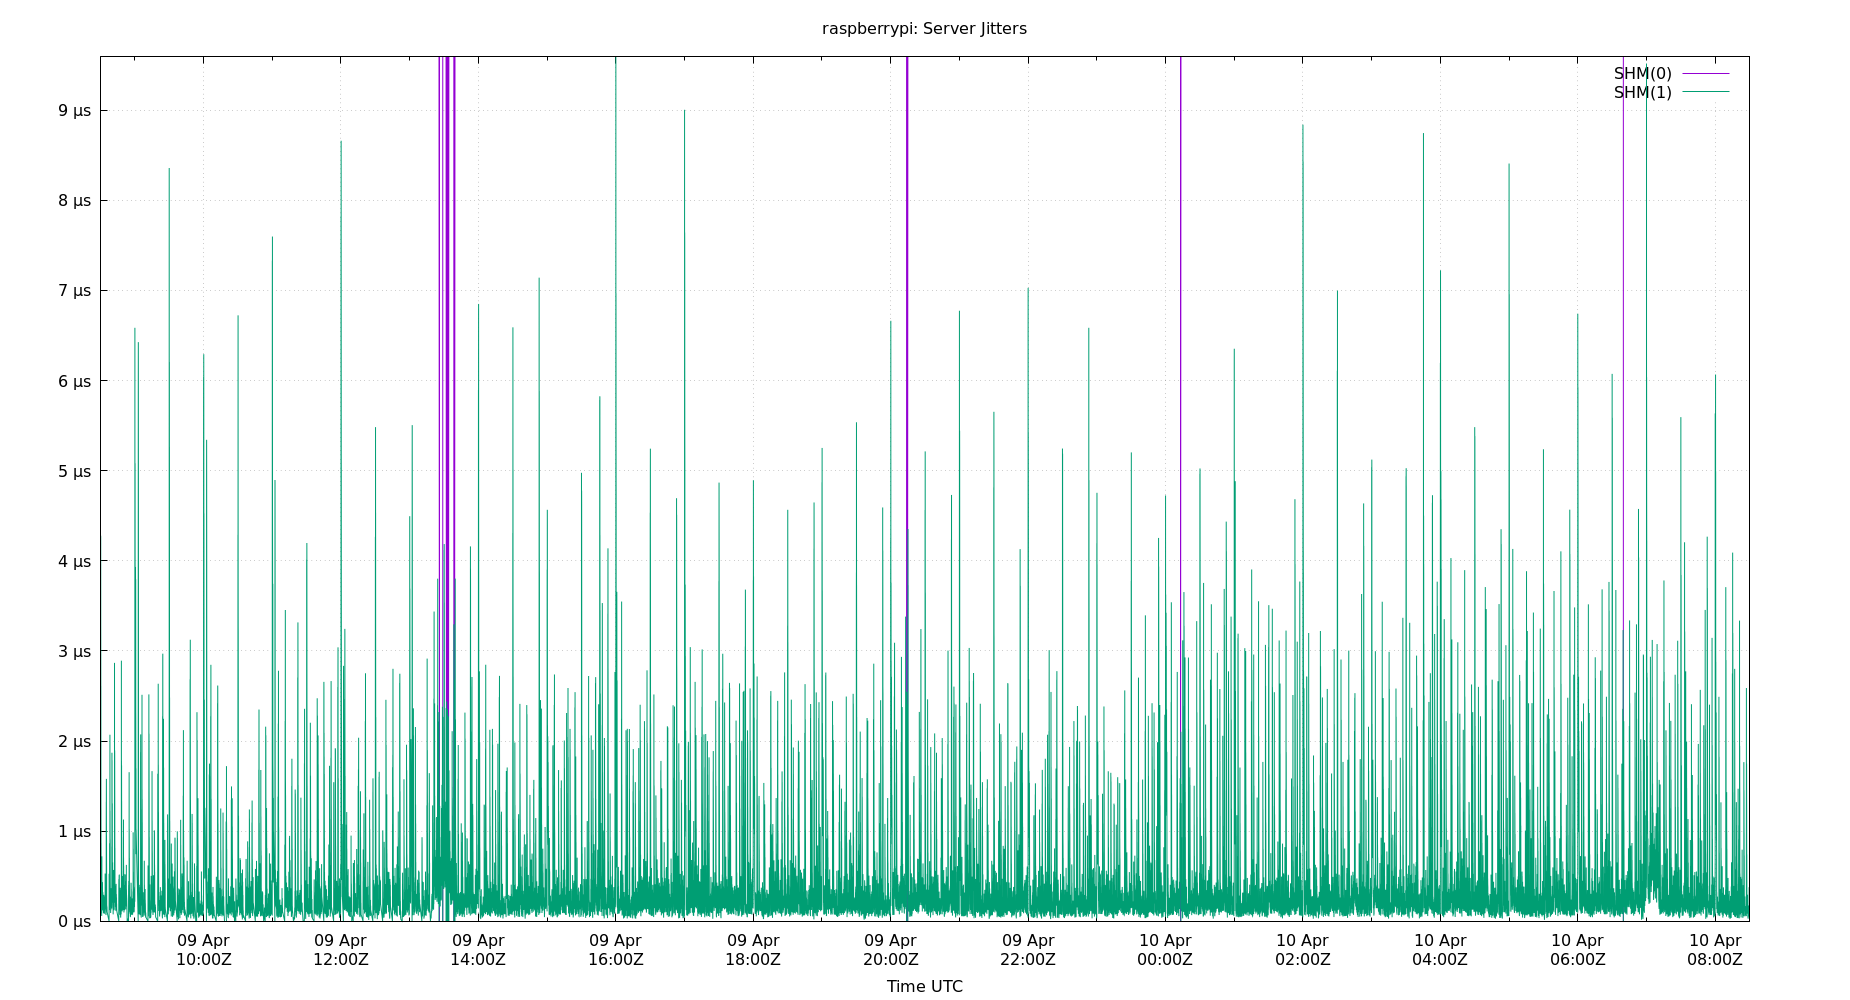 raspberrypi: Server Jitters
SHM(0)
SHM(1)
9 µs
8 µs
7 µs
6 µs
5 µs
4 µs
3 µs
2 µs
1 µs
0 µs
09 Apr 09 Apr 09 Apr 09 Apr 09 Apr 09 Apr 09 Apr 10 Apr 10 Apr 10 Apr 10 Apr 10 Apr
10:00Z 12:00Z 14:00Z 16:00Z 18:00Z 20:00Z 22:00Z 00:00Z 02:00Z 04:00Z 06:00Z 08:00Z
Time UTC